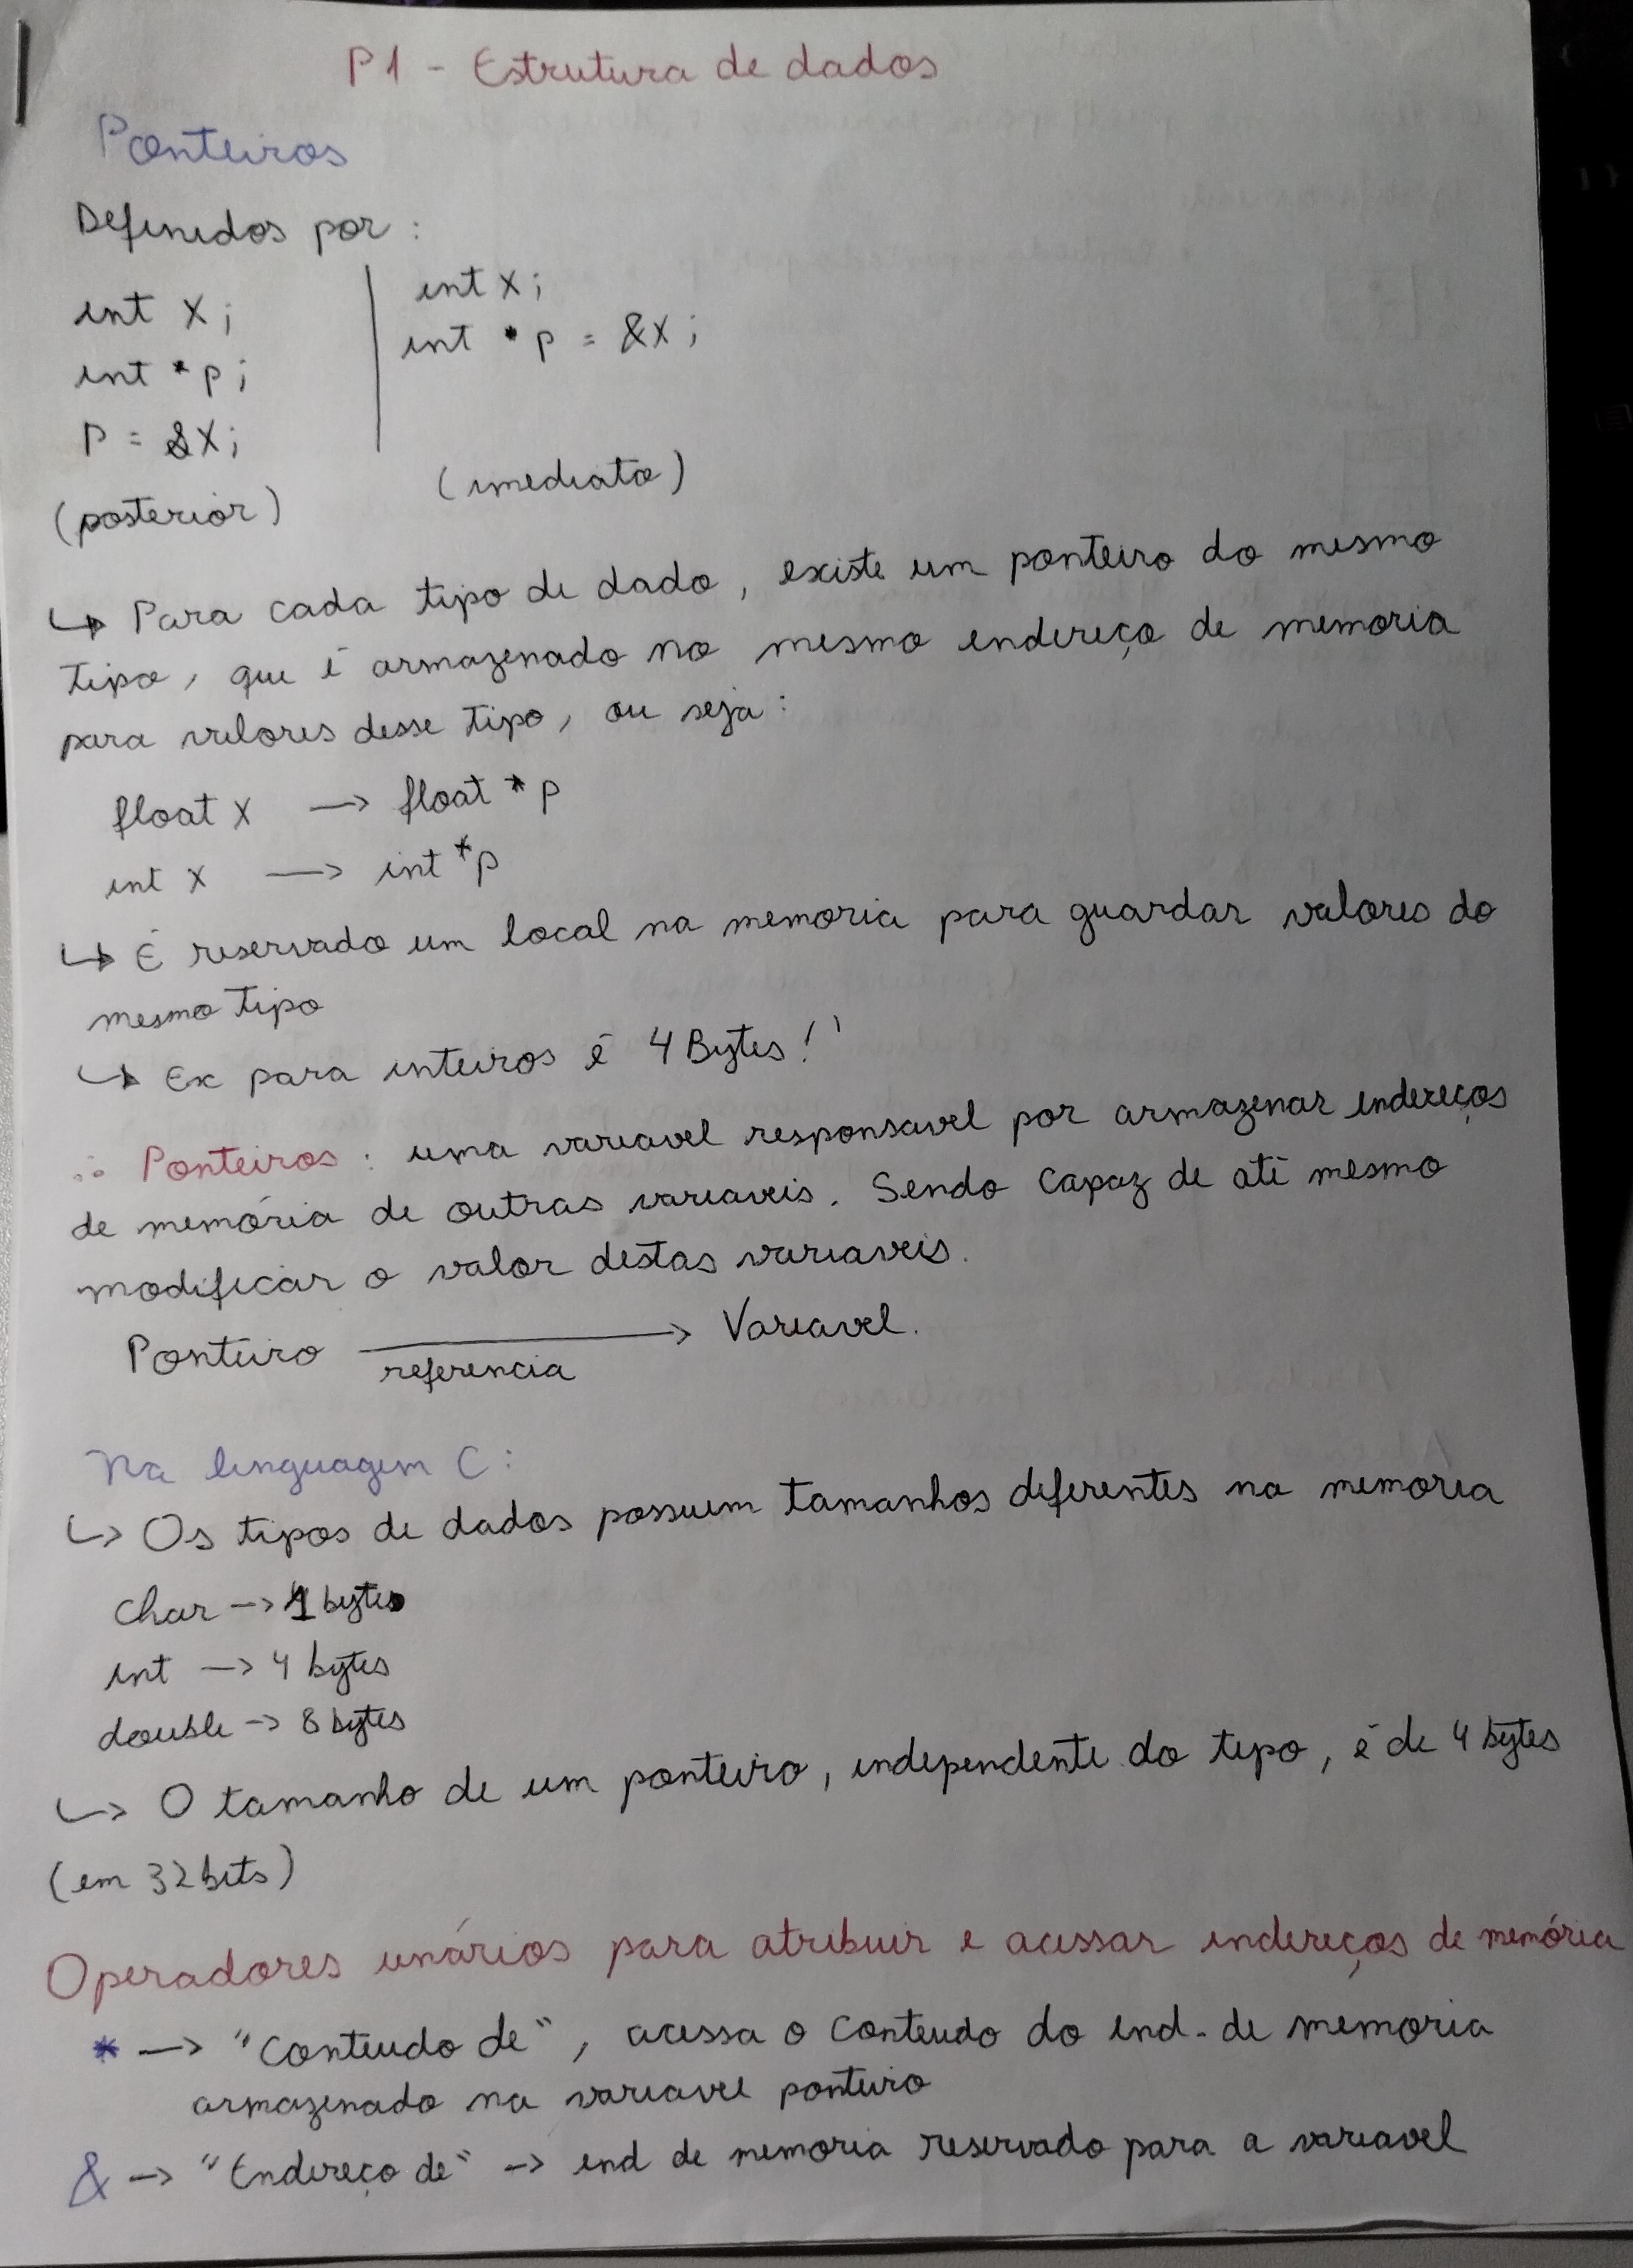 P1 - Estrutura de dados
Ponteiros
Definidos por :
int x;
int *p;
P = &x;
(posterior)
int x;
int * p = &x;
(imediato)
↳ Para cada tipo de dado, existe um ponteiro do mesmo
tipo, que é armazenado no mesmo endereço de memoria
para valores desse tipo, ou seja:
float x → float * p
int x → int *p
↳ É reservado um local na memoria para guardar valores do
mesmo tipo
↳ Ex para inteiros é 4 Bytes!
∴ Ponteiros: uma variavel responsavel por armazenar endereços
de memória de outras variaveis. Sendo capaz de até mesmo
modificar o valor destas variaveis.
Ponteiro → Variavel.
referencia
Na linguagem C:
↳ Os tipos de dados possuem tamanhos diferentes na memoria
char → 1 byte
int → 4 bytes
double → 8 bytes
↳ O tamanho de um ponteiro, independente do tipo, é de 4 bytes
(em 32 bits)
Operadores unários para atribuir e acessar endereços de memória
* → "Conteudo de", acessa o conteudo do end. de memoria
armazenado na variavel ponteiro
& → "Endereço de" → end de memoria reservado para a variavel